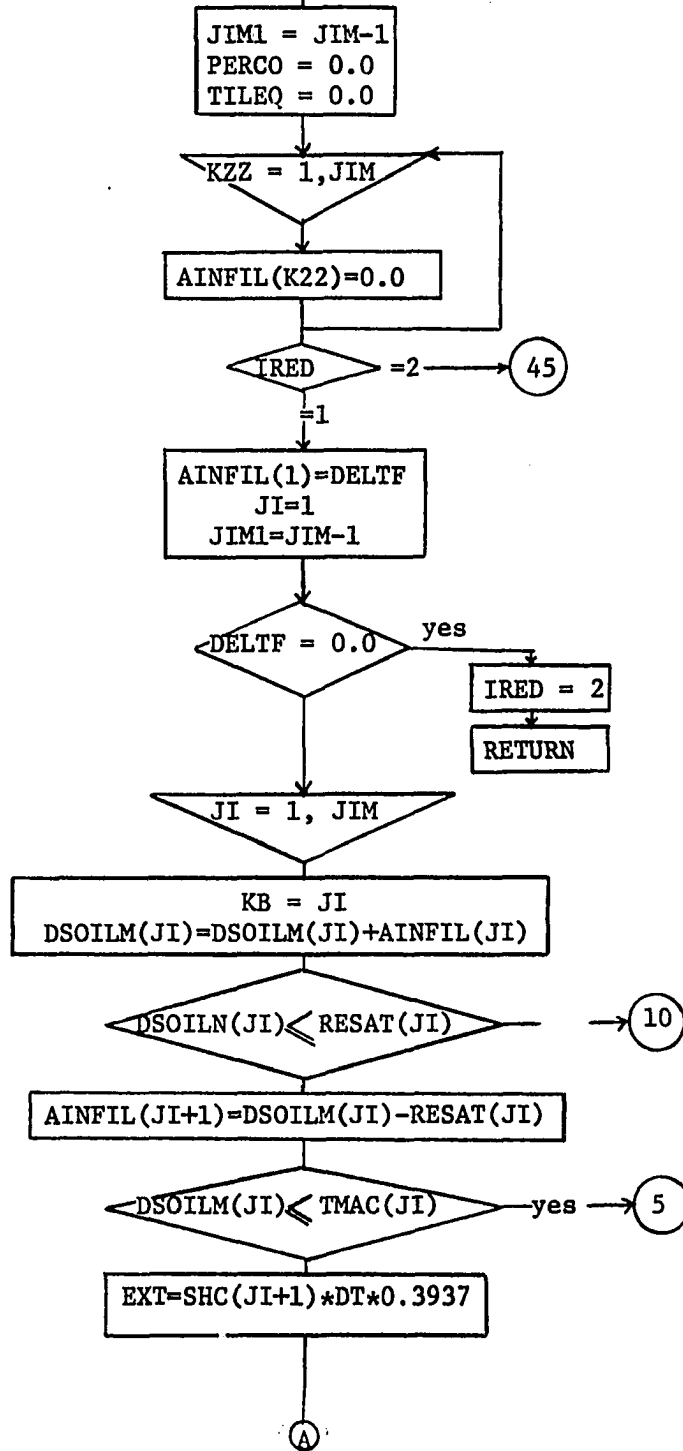 JIM1 = JIM-1
PERCO = 0.0
TILEQ = 0.0
KZZ = 1,JIM
AINFIL(K22)=0.0
IRED =2 45
=1
AINFIL(1)=DELTF
JI=1
JIM1=JIM-1
DELTF = 0.0 yes
IRED = 2
RETURN
JI = 1, JIM
KB = JI
DSOILM(JI)=DSOILM(JI)+AINFIL(JI)
DSOILN(JI)≤ RESAT(JI) 10
AINFIL(JI+1)=DSOILM(JI)-RESAT(JI)
DSOILM(JI)≤ TMAC(JI) yes 5
EXT=SHC(JI+1)*DT*0.3937
A